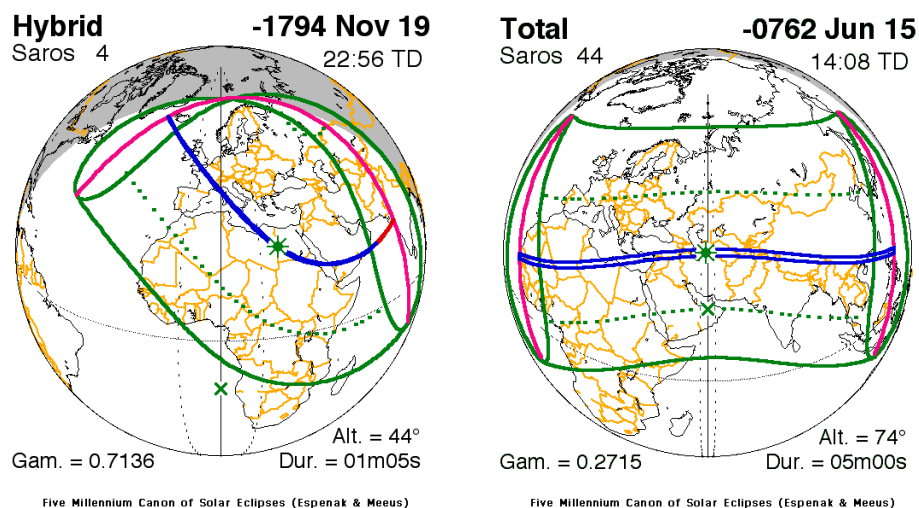 Hybrid -1794 Nov 19
Saros 4 22:56 TD
Gam. = 0.7136 Alt. = 44°
Dur. = 01m05s
Five Millennium Canon of Solar Eclipses (Espenak & Meeus)
Total -0762 Jun 15
Saros 44 14:08 TD
Gam. = 0.2715 Alt. = 74°
Dur. = 05m00s
Five Millennium Canon of Solar Eclipses (Espenak & Meeus)